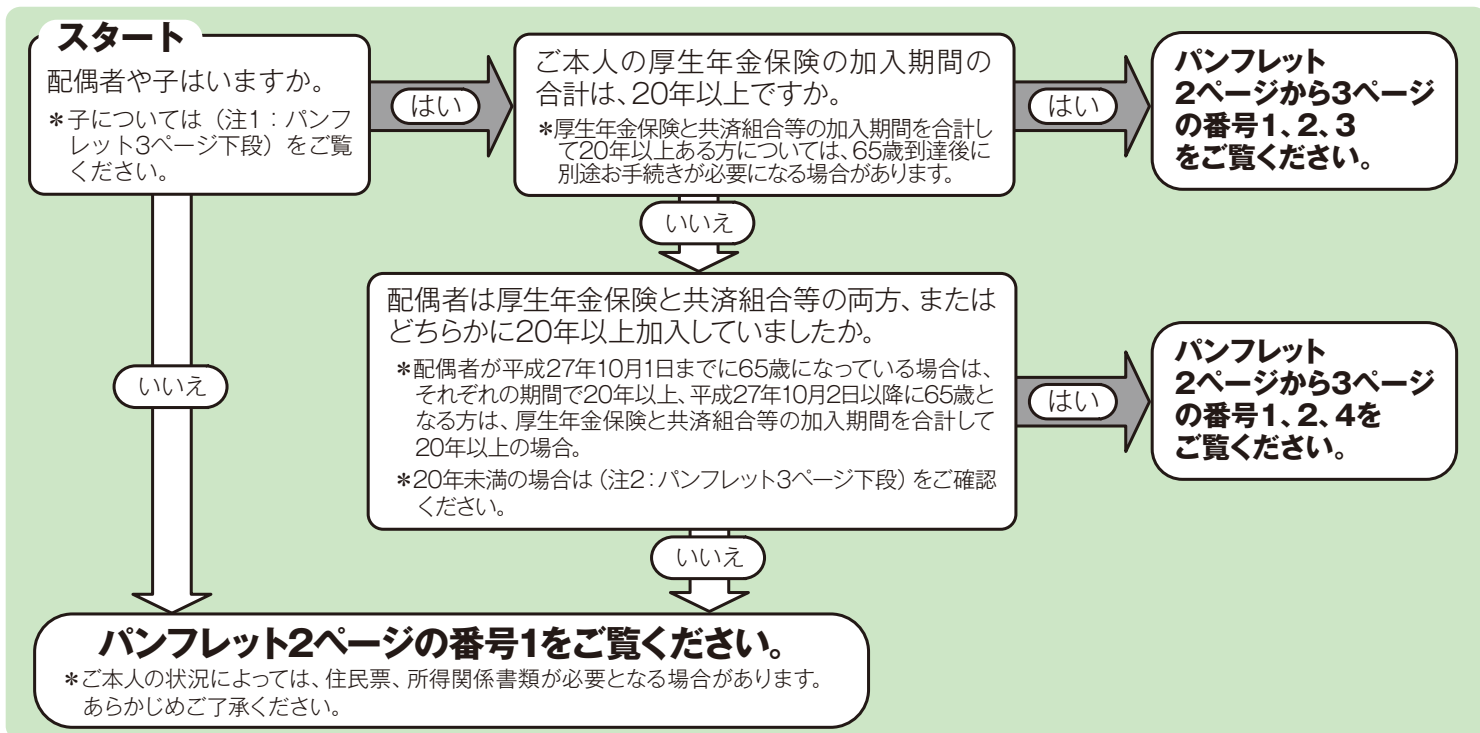 スタート
配偶者や子はいますか。
＊子については（注1：パンフ
レット3ページ下段）をご覧
ください。
はい
ご本人の厚生年金保険の加入期間の
合計は、20年以上ですか。
＊厚生年金保険と共済組合等の加入期間を合計し
て20年以上ある方については、65歳到達後に
別途お手続きが必要になる場合があります。
はい
パンフレット
2ページから3ページ
の番号1、2、3
をご覧ください。
いいえ
配偶者は厚生年金保険と共済組合等の両方、または
どちらかに20年以上加入していましたか。
＊配偶者が平成27年10月1日までに65歳になっている場合は、
それぞれの期間で20年以上、平成27年10月2日以降に65歳と
なる方は、厚生年金保険と共済組合等の加入期間を合計して
20年以上の場合。
＊20年未満の場合は（注2：パンフレット3ページ下段）をご確認
ください。
はい
パンフレット
2ページから3ページ
の番号1、2、4を
ご覧ください。
いいえ
いいえ
パンフレット2ページの番号1をご覧ください。
＊ご本人の状況によっては、住民票、所得関係書類が必要となる場合があります。
あらかじめご了承ください。